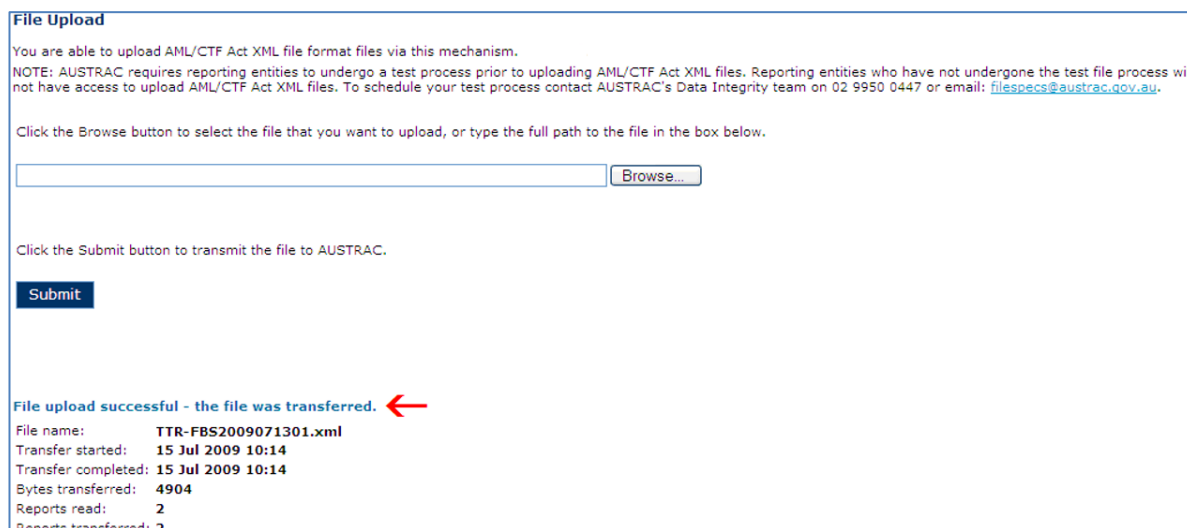 File Upload
You are able to upload AML/CTF Act XML file format files via this mechanism.
NOTE: AUSTRAC requires reporting entities to undergo a test process prior to uploading AML/CTF Act XML files. Reporting entities who have not undergone the test file process wi
not have access to upload AML/CTF Act XML files. To schedule your test process contact AUSTRAC's Data Integrity team on 02 9950 0447 or email: filespecs@austrac.gov.au.
Click the Browse button to select the file that you want to upload, or type the full path to the file in the box below.
Browse...
Click the Submit button to transmit the file to AUSTRAC.
Submit
File upload successful - the file was transferred.
File name: TTR-FBS2009071301.xml
Transfer started: 15 Jul 2009 10:14
Transfer completed: 15 Jul 2009 10:14
Bytes transferred: 4904
Reports read: 2
Reports transferred: 2